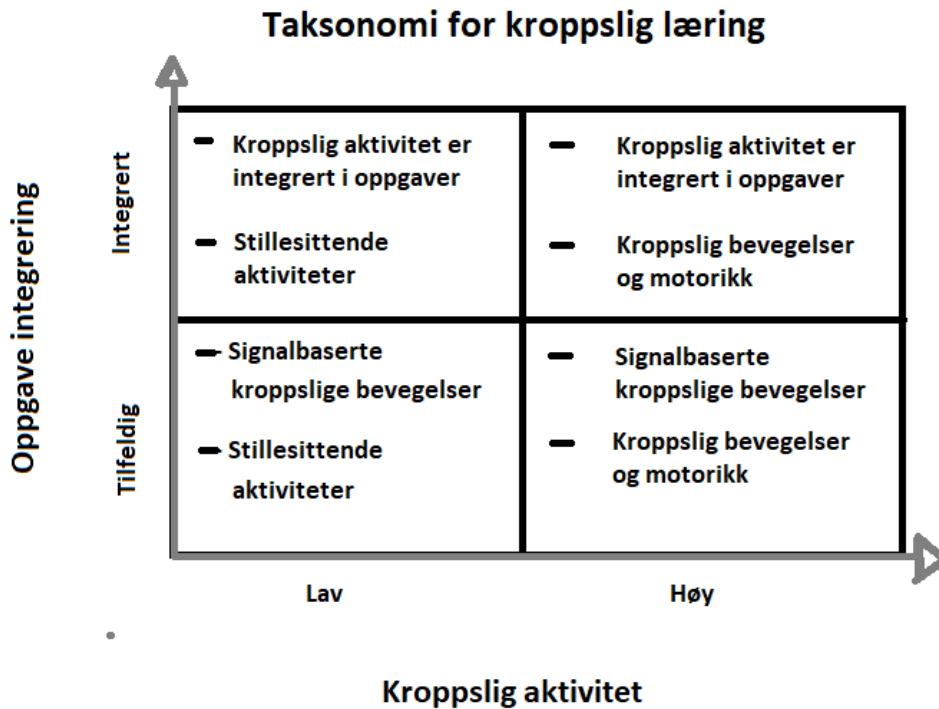 Taksonomi for kroppslig læring
Oppgave integrering
Integrert
Tilfeldig
- Kroppslig aktivitet er
integrert i oppgaver
- Stillesittende
aktiviteter
- Kroppslig aktivitet er
integrert i oppgaver
- Kroppslig bevegelser
og motorikk
- Signalbaserte
kroppslige bevegelser
- Stillesittende
aktiviteter
- Signalbaserte
kroppslige bevegelser
- Kroppslig bevegelser
og motorikk
Lav
Høy
Kroppslig aktivitet